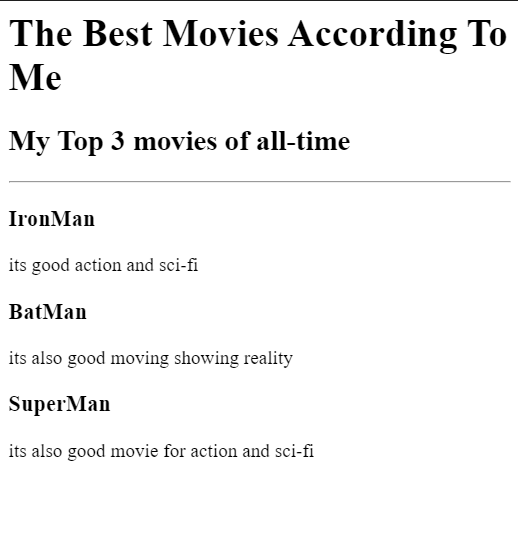 The Best Movies According To
Me
My Top 3 movies of all-time
IronMan
its good action and sci-fi
BatMan
its also good moving showing reality
SuperMan
its also good movie for action and sci-fi